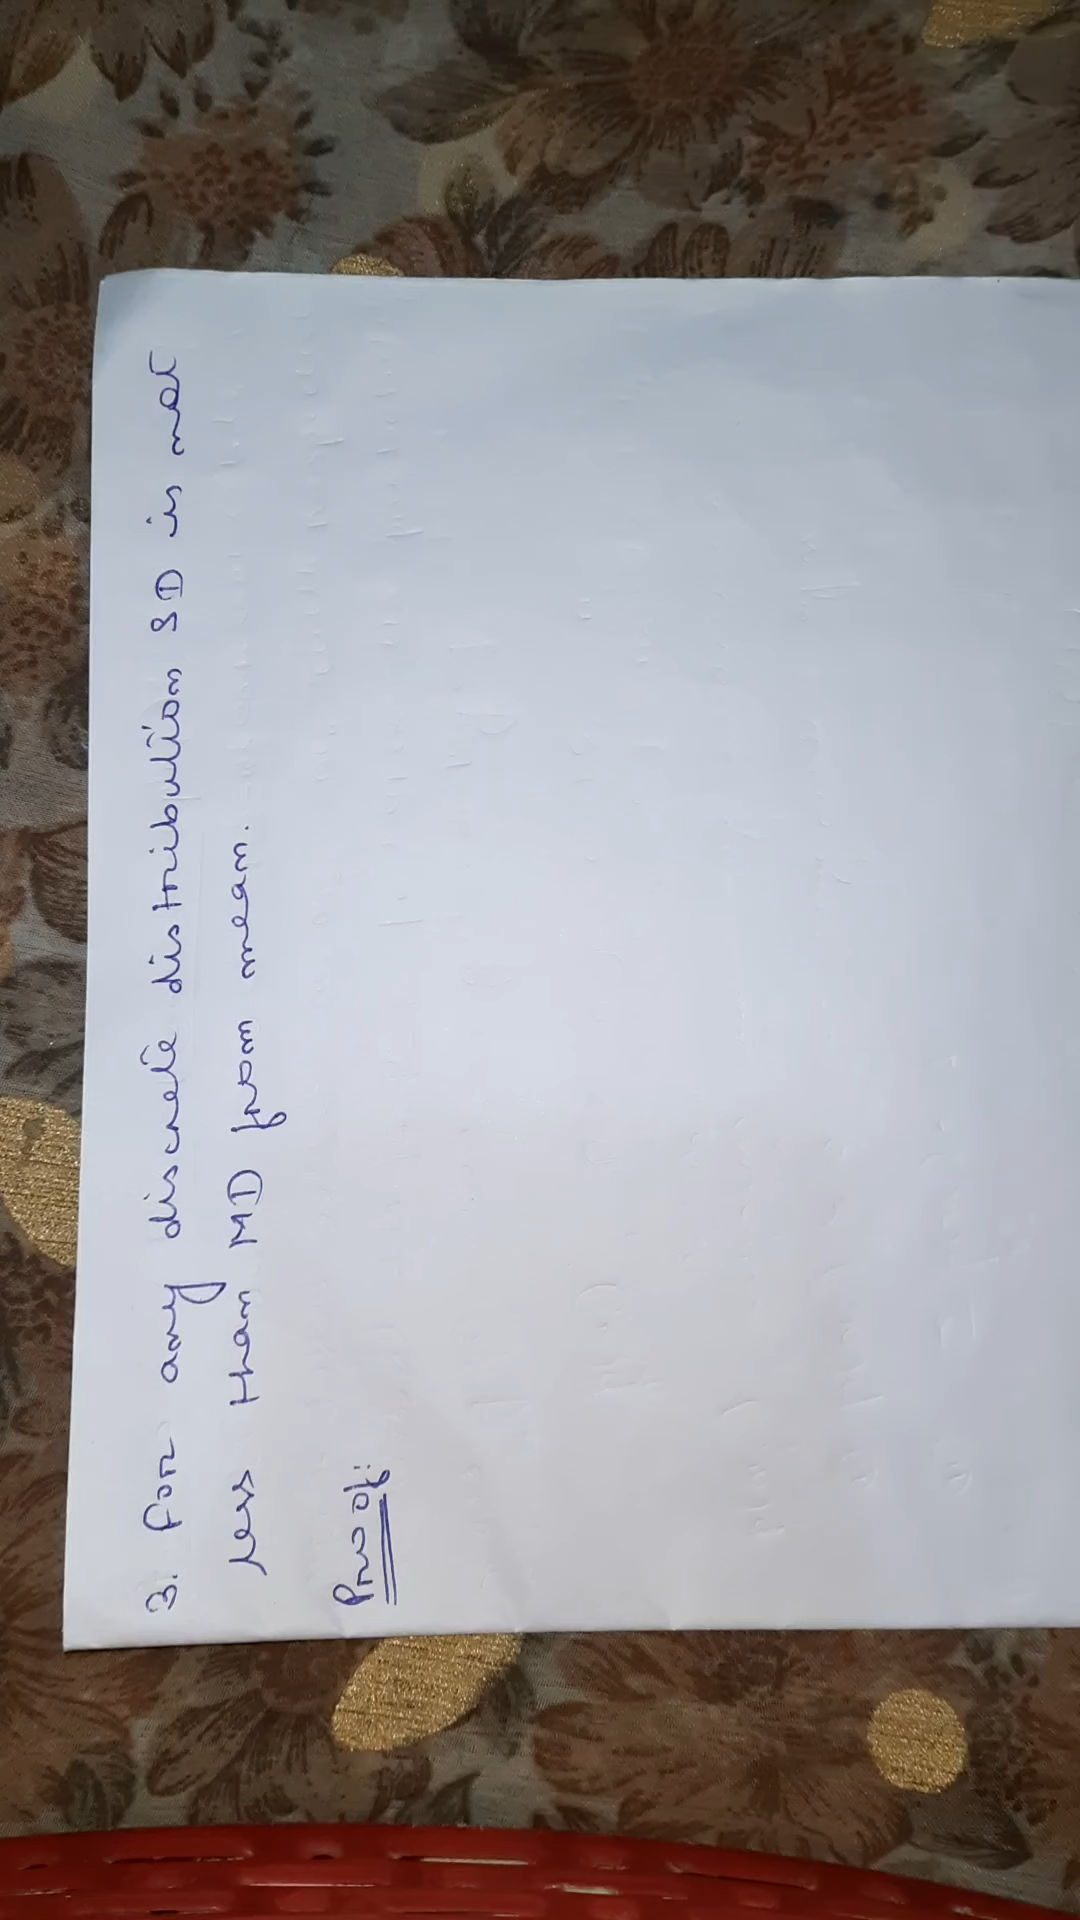 3. For any discrete distribution SD is not
less than MD from mean.
Proof: